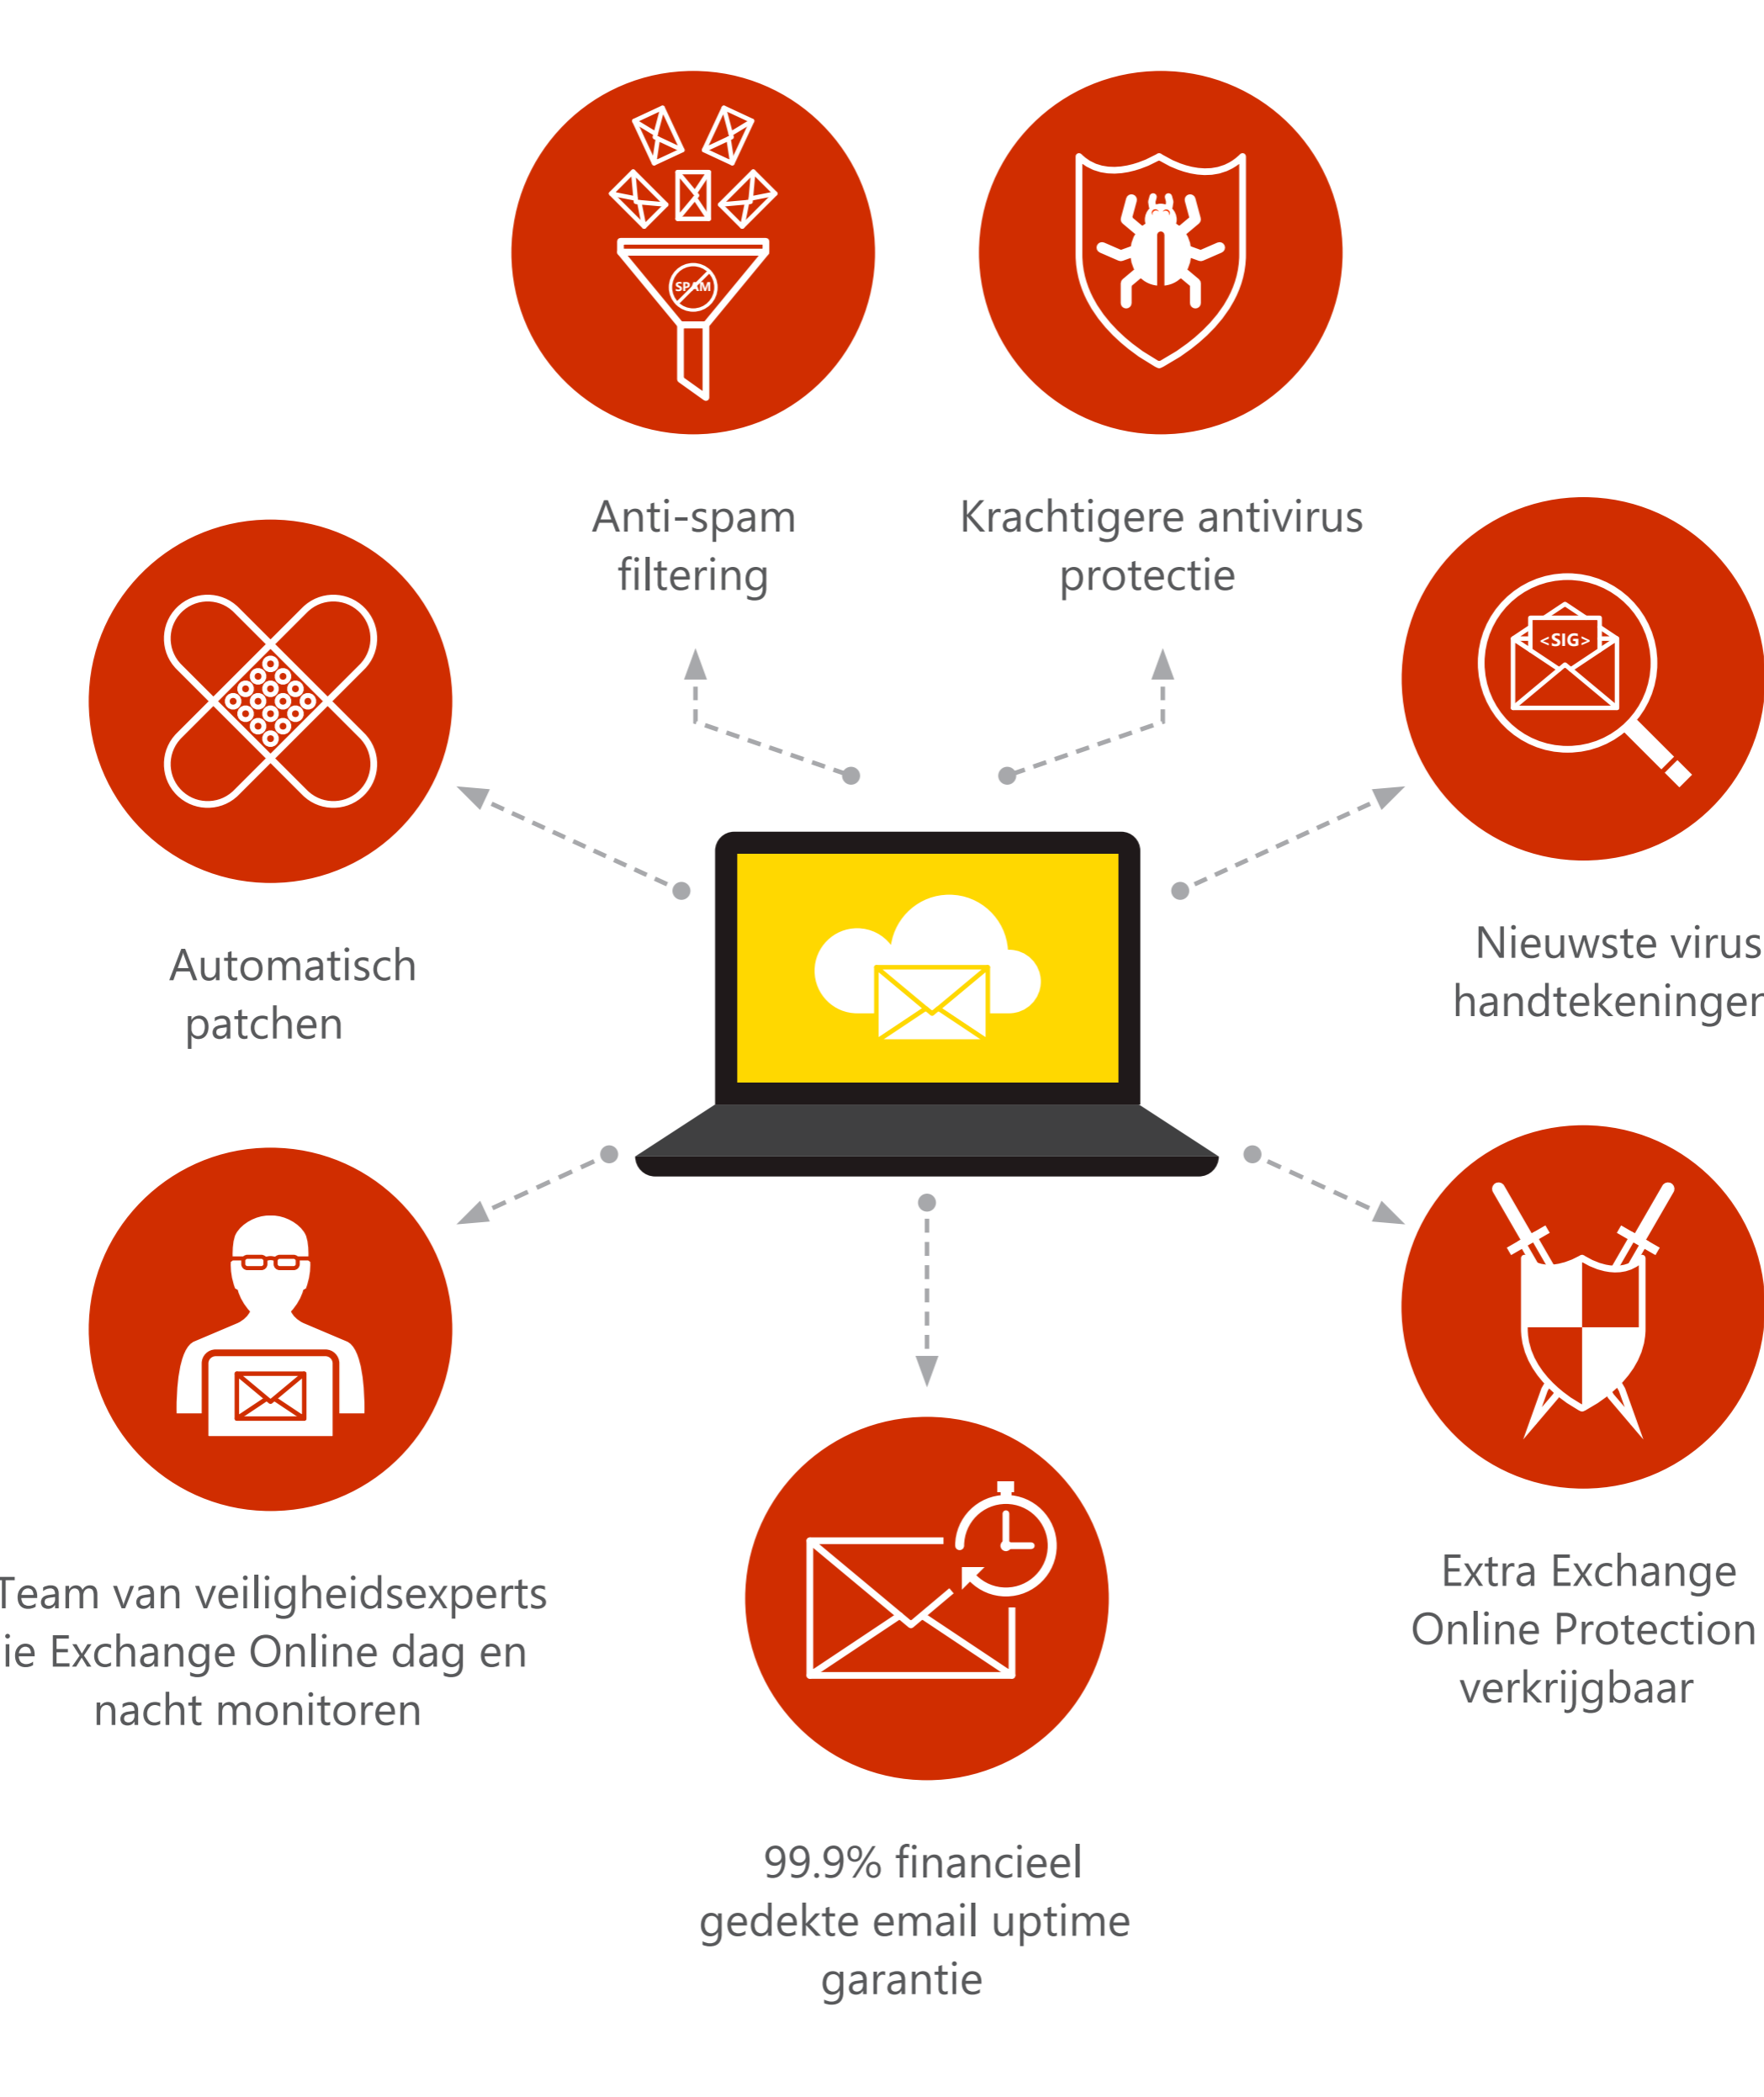 SPAM
Anti-spam
filtering
Krachtigere antivirus
protectie
<SIG>
Automatisch
patchen
Nieuwste virus
handtekeningen
Team van veiligheidsexperts
ie Exchange Online dag en
nacht monitoren
Extra Exchange
Online Protection
verkrijgbaar
99.9% financieel
gedekte email uptime
garantie